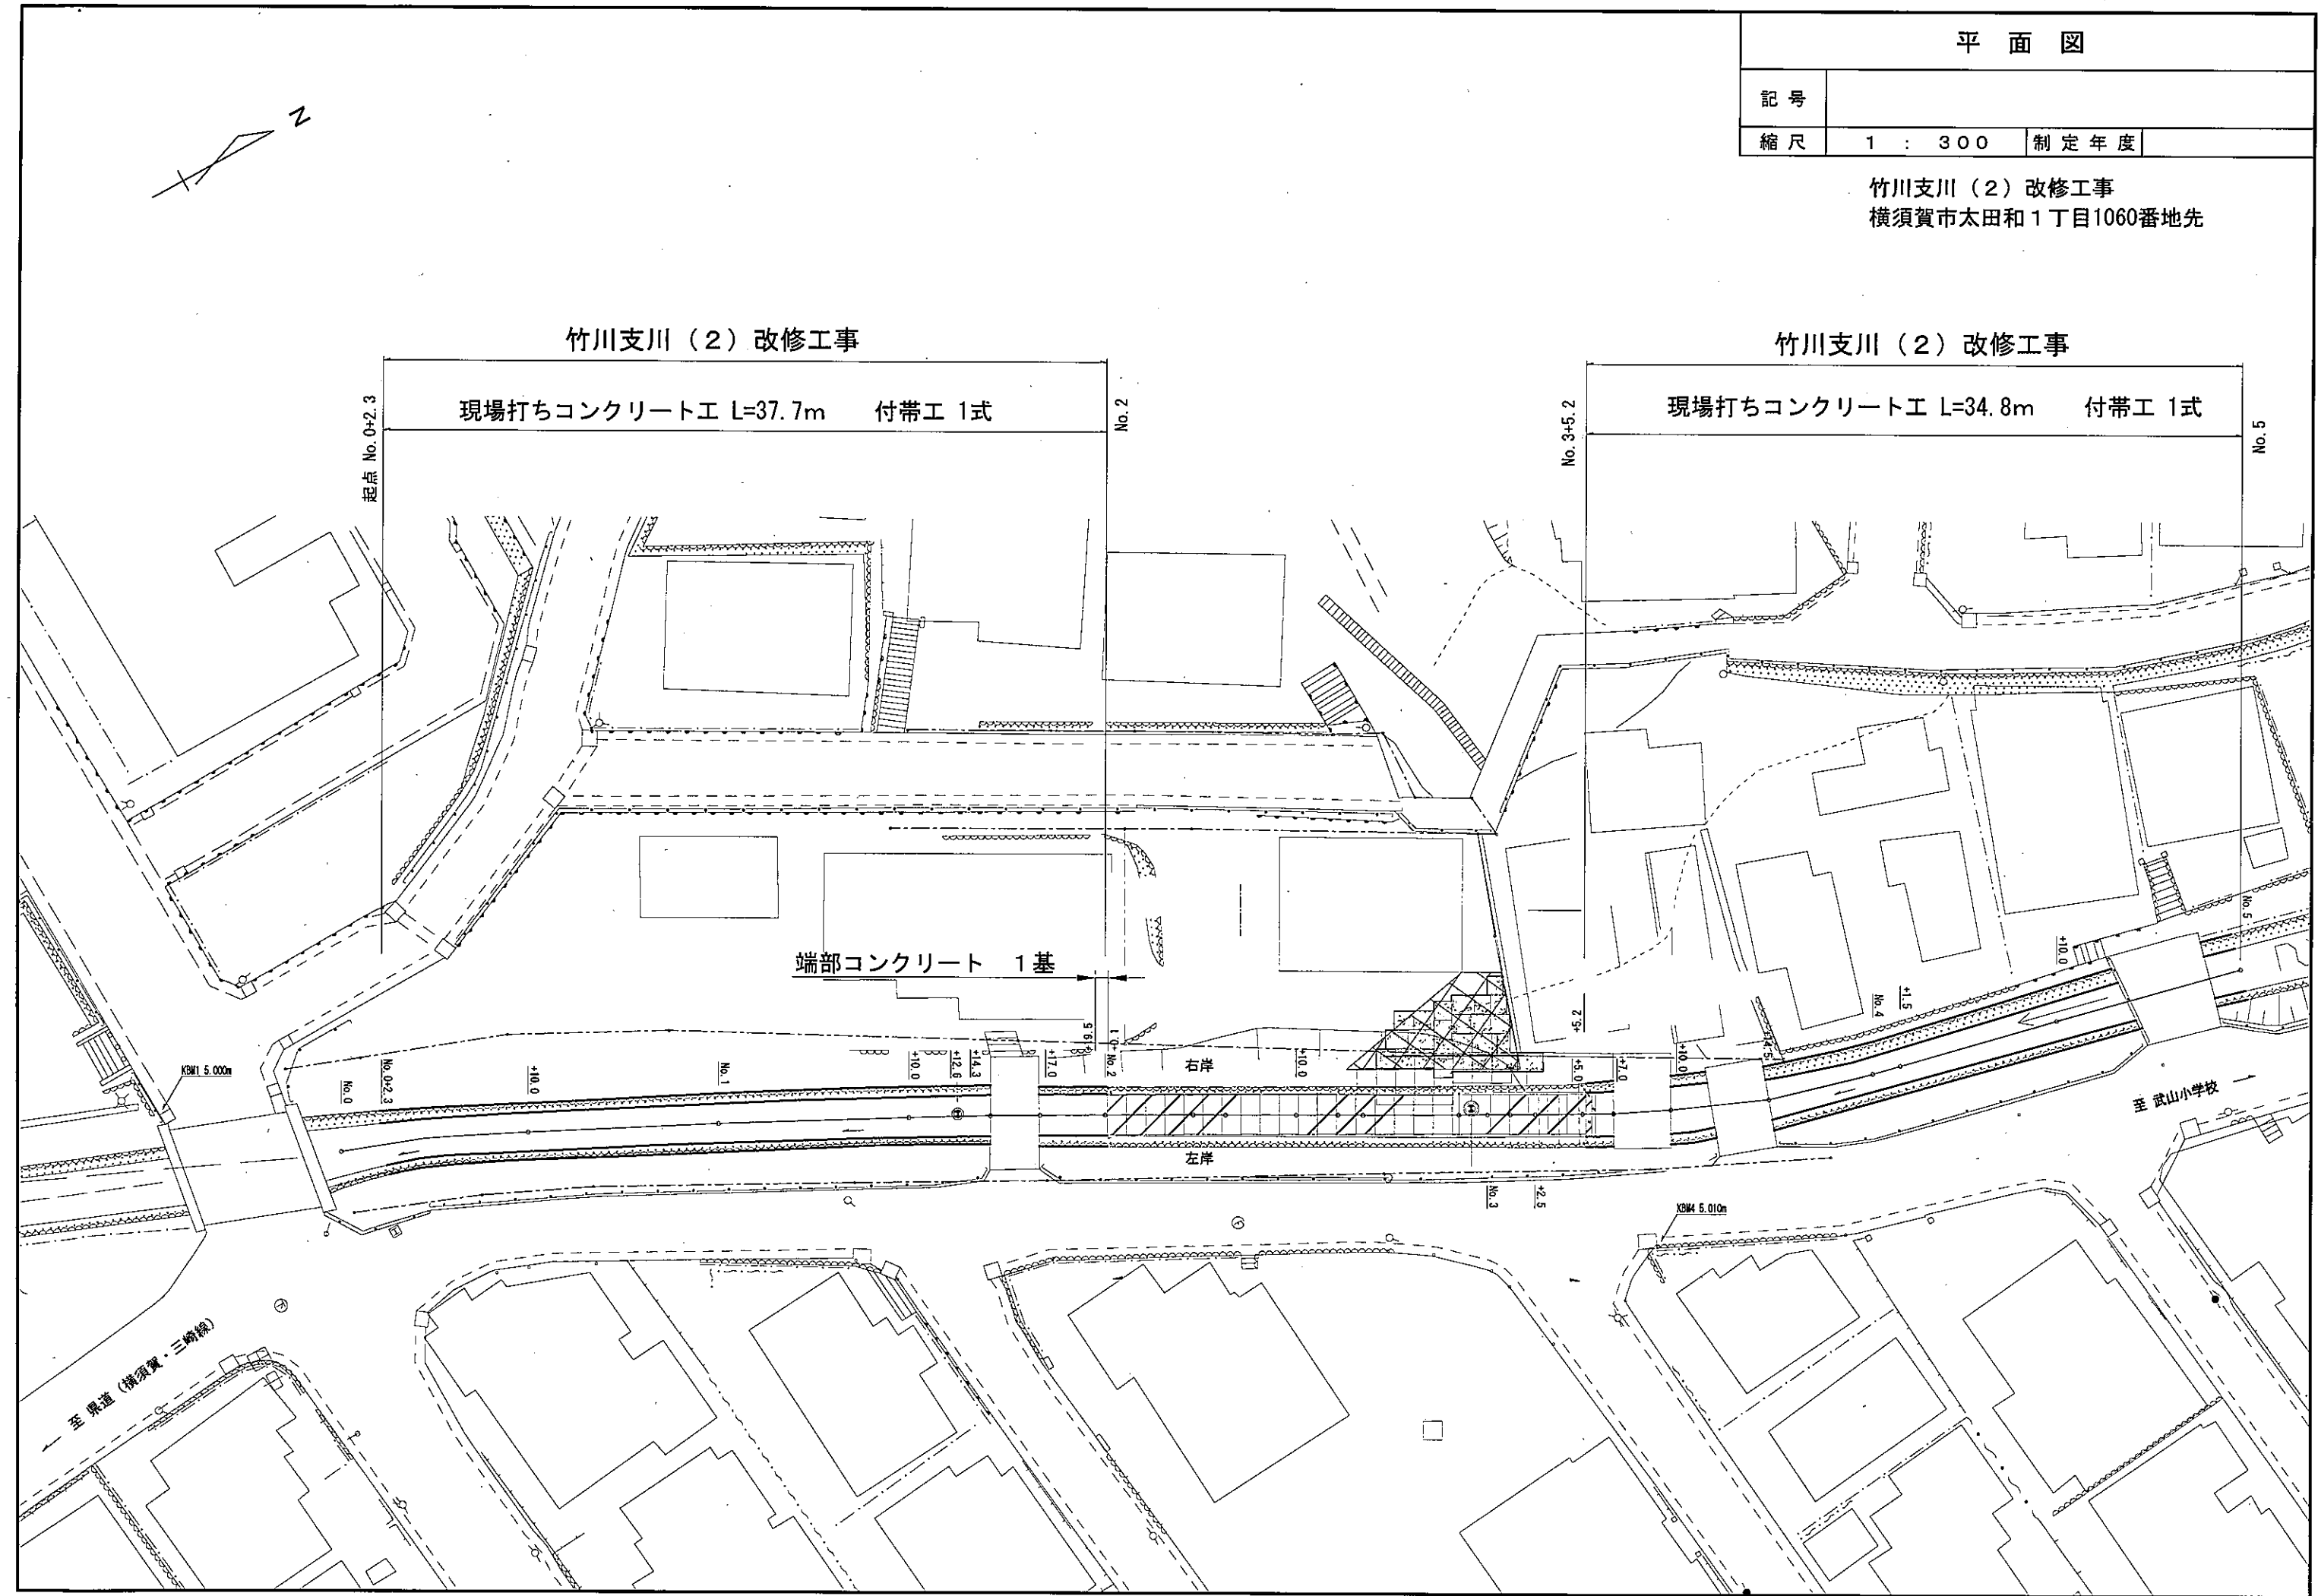 平 面 図
記 号
縮 尺 1 : 300 制 定 年 度
竹川支川（2）改修工事
横須賀市太田和１丁目1060番地先
N
竹川支川（２）改修工事
現場打ちコンクリート工 L=37.7m 付帯工 1式
起点 No.0+2.3
No.2
竹川支川（２）改修工事
現場打ちコンクリート工 L=34.8m 付帯工 1式
No.3+5.2
No.5
端部コンクリート 1基
KBM1 5.000m
No.0
No.0+2.3
+10.0
No.1
+10.0
+12.6
+14.3
+17.0
+19.5
No.2
右岸
+10.0
+5.2
+5.0
+7.0
+10.0
+14.5
No.4
+1.5
+10.0
No.5
左岸
No.3
+2.5
KBM4 5.010m
至 武山小学校
至 県道（横須賀・三崎線）